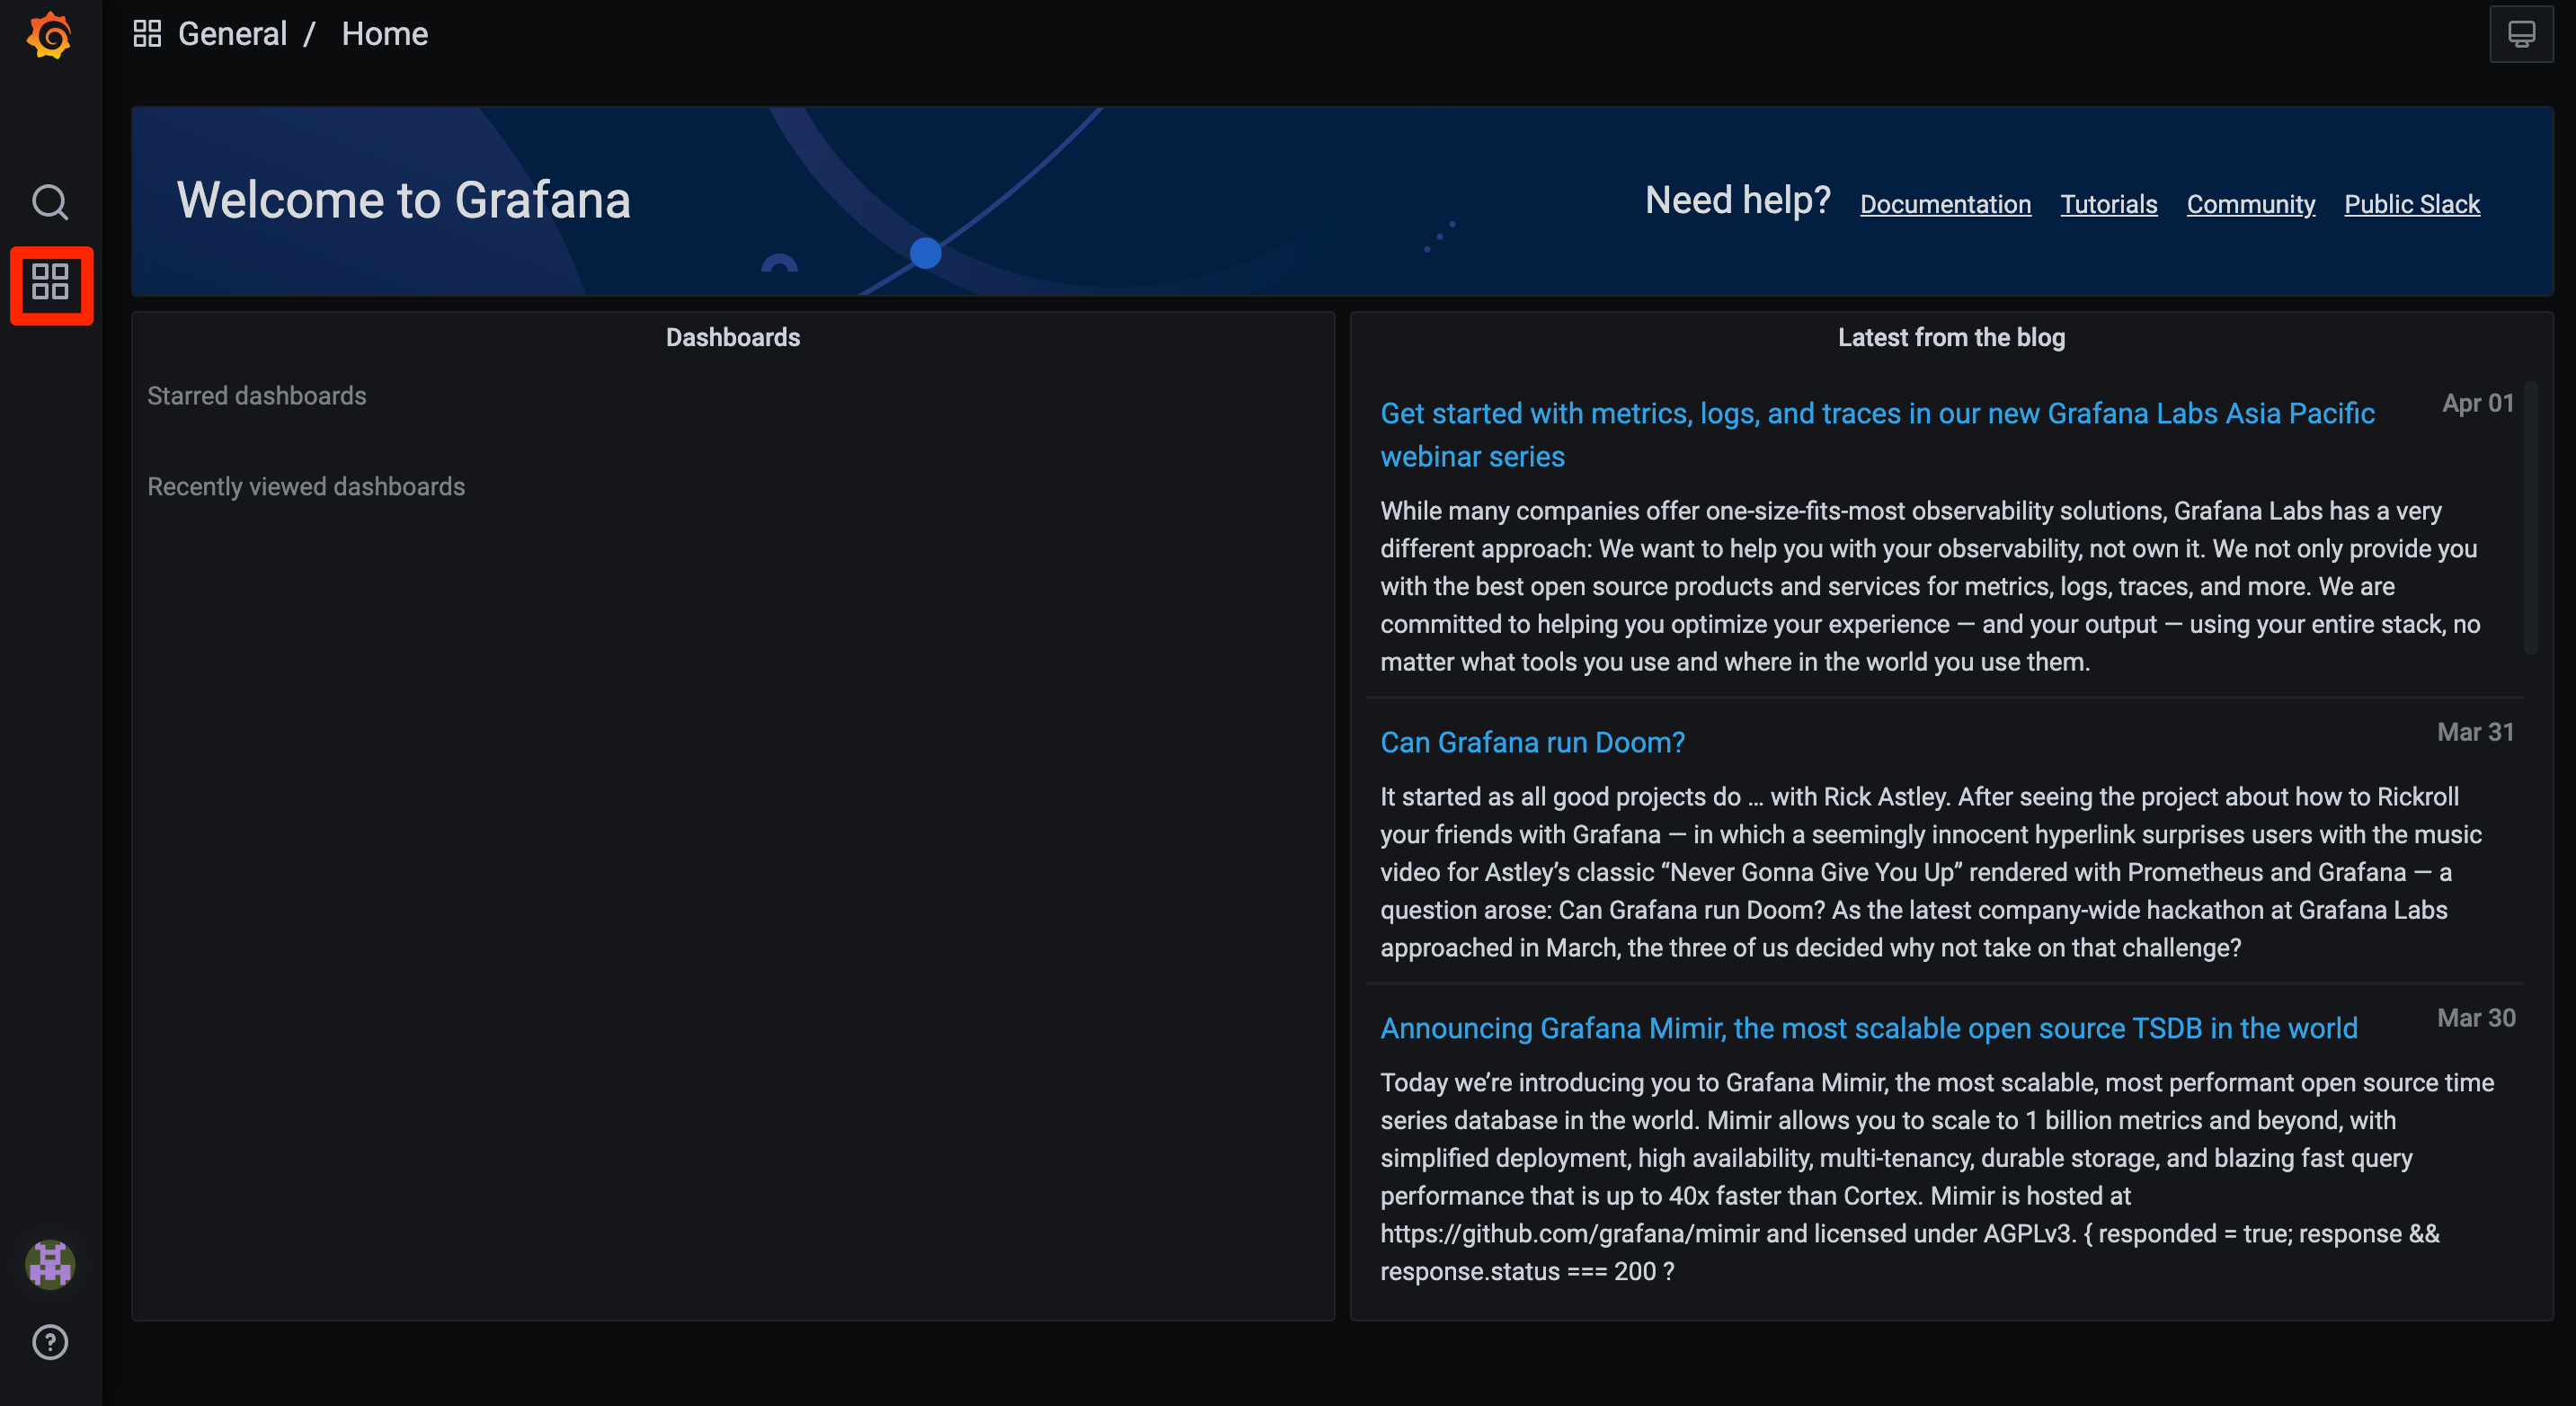 General / Home
Welcome to Grafana
Need help? Documentation Tutorials Community Public Slack
Dashboards
Starred dashboards
Recently viewed dashboards
Latest from the blog
Get started with metrics, logs, and traces in our new Grafana Labs Asia Pacific
webinar series
Apr 01
While many companies offer one-size-fits-most observability solutions, Grafana Labs has a very
different approach: We want to help you with your observability, not own it. We not only provide you
with the best open source products and services for metrics, logs, traces, and more. We are
committed to helping you optimize your experience — and your output — using your entire stack, no
matter what tools you use and where in the world you use them.
Can Grafana run Doom?
Mar 31
It started as all good projects do … with Rick Astley. After seeing the project about how to Rickroll
your friends with Grafana — in which a seemingly innocent hyperlink surprises users with the music
video for Astley’s classic “Never Gonna Give You Up” rendered with Prometheus and Grafana — a
question arose: Can Grafana run Doom? As the latest company-wide hackathon at Grafana Labs
approached in March, the three of us decided why not take on that challenge?
Announcing Grafana Mimir, the most scalable open source TSDB in the world
Mar 30
Today we’re introducing you to Grafana Mimir, the most scalable, most performant open source time
series database in the world. Mimir allows you to scale to 1 billion metrics and beyond, with
simplified deployment, high availability, multi-tenancy, durable storage, and blazing fast query
performance that is up to 40x faster than Cortex. Mimir is hosted at
https://github.com/grafana/mimir and licensed under AGPLv3. { responded = true; response &&
response.status === 200 ?